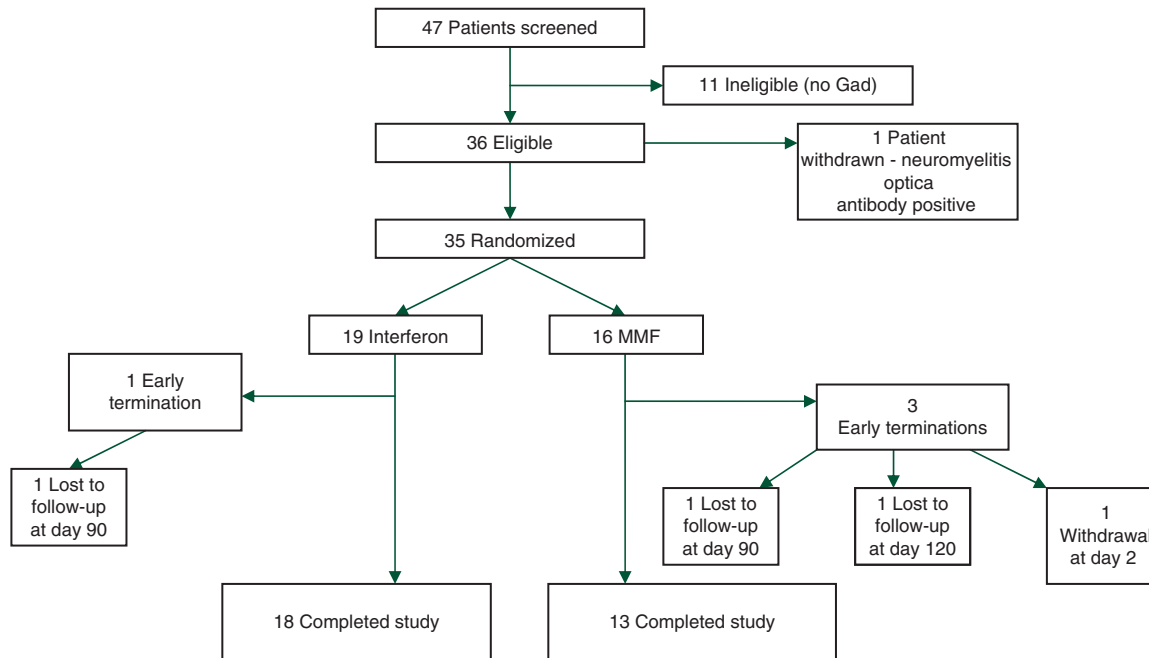 47 Patients screened
11 Ineligible (no Gad)
36 Eligible
1 Patient
withdrawn - neuromyelitis
optica
antibody positive
35 Randomized
19 Interferon
16 MMF
1 Early
termination
3
Early terminations
1 Lost to
follow-up
at day 90
1 Lost to
follow-up
at day 90
1 Lost to
follow-up
at day 120
1
Withdrawal
at day 2
18 Completed study
13 Completed study